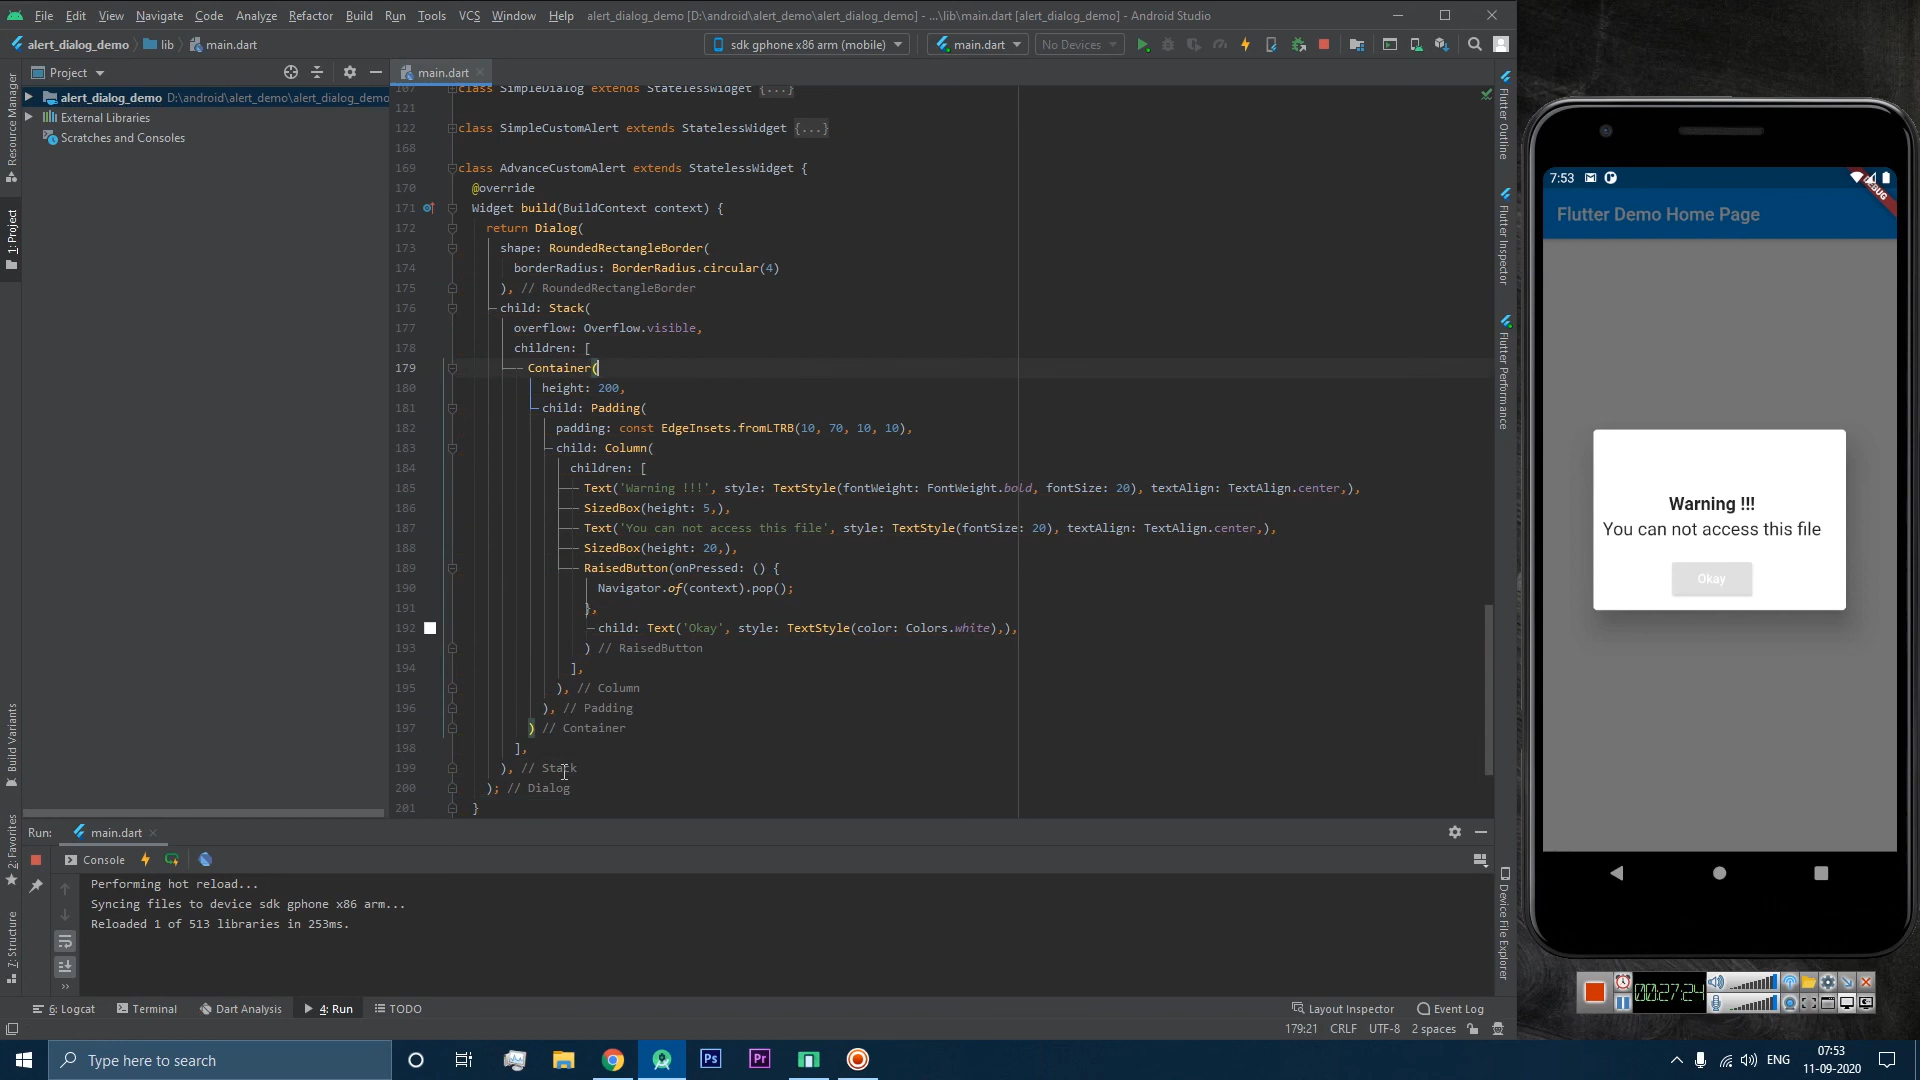 File Edit View Navigate Code Analyze Refactor Build Run Tools VCS Window Help alert_dialog_demo [D:\android\alert_demo\alert_dialog_demo] - ...\lib\main.dart [alert_dialog_demo] - Android Studio
alert_dialog_demo lib main.dart
sdk gphone x86 arm (mobile) main.dart No Devices
Project
main.dart
alert_dialog_demo D:\android\alert_demo\alert_dialog_demo
External Libraries
Scratches and Consoles
Resource Manager
1: Project
Build Variants
2: Favorites
7: Structure
107 class SimpleDialog extends StatelessWidget {...}
121
122 class SimpleCustomAlert extends StatelessWidget {...}
168
169 class AdvanceCustomAlert extends StatelessWidget {
170 @override
171 Widget build(BuildContext context) {
172 return Dialog(
173 shape: RoundedRectangleBorder(
174 borderRadius: BorderRadius.circular(4)
175 ), // RoundedRectangleBorder
176 child: Stack(
177 overflow: Overflow.visible,
178 children: [
179 Container(
180 height: 200,
181 child: Padding(
182 padding: const EdgeInsets.fromLTRB(10, 70, 10, 10),
183 child: Column(
184 children: [
185 Text('Warning !!!', style: TextStyle(fontWeight: FontWeight.bold, fontSize: 20), textAlign: TextAlign.center,),
186 SizedBox(height: 5,),
187 Text('You can not access this file', style: TextStyle(fontSize: 20), textAlign: TextAlign.center,),
188 SizedBox(height: 20,),
189 RaisedButton(onPressed: () {
190 Navigator.of(context).pop();
191 },
192 child: Text('Okay', style: TextStyle(color: Colors.white),),
193 ) // RaisedButton
194 ],
195 ), // Column
196 ), // Padding
197 ) // Container
198 ],
199 ), // Stack
200 ); // Dialog
201 }
Flutter Outline
Flutter Inspector
Flutter Performance
Device File Explorer
Run: main.dart
Console
Performing hot reload...
Syncing files to device sdk gphone x86 arm...
Reloaded 1 of 513 libraries in 253ms.
6: Logcat Terminal Dart Analysis 4: Run TODO Layout Inspector Event Log
179:21 CRLF UTF-8 2 spaces
7:53
DEBUG
Flutter Demo Home Page
Warning !!!
You can not access this file
Okay
00:27:24
Type here to search
Ps Pr
ENG
07:53
11-09-2020